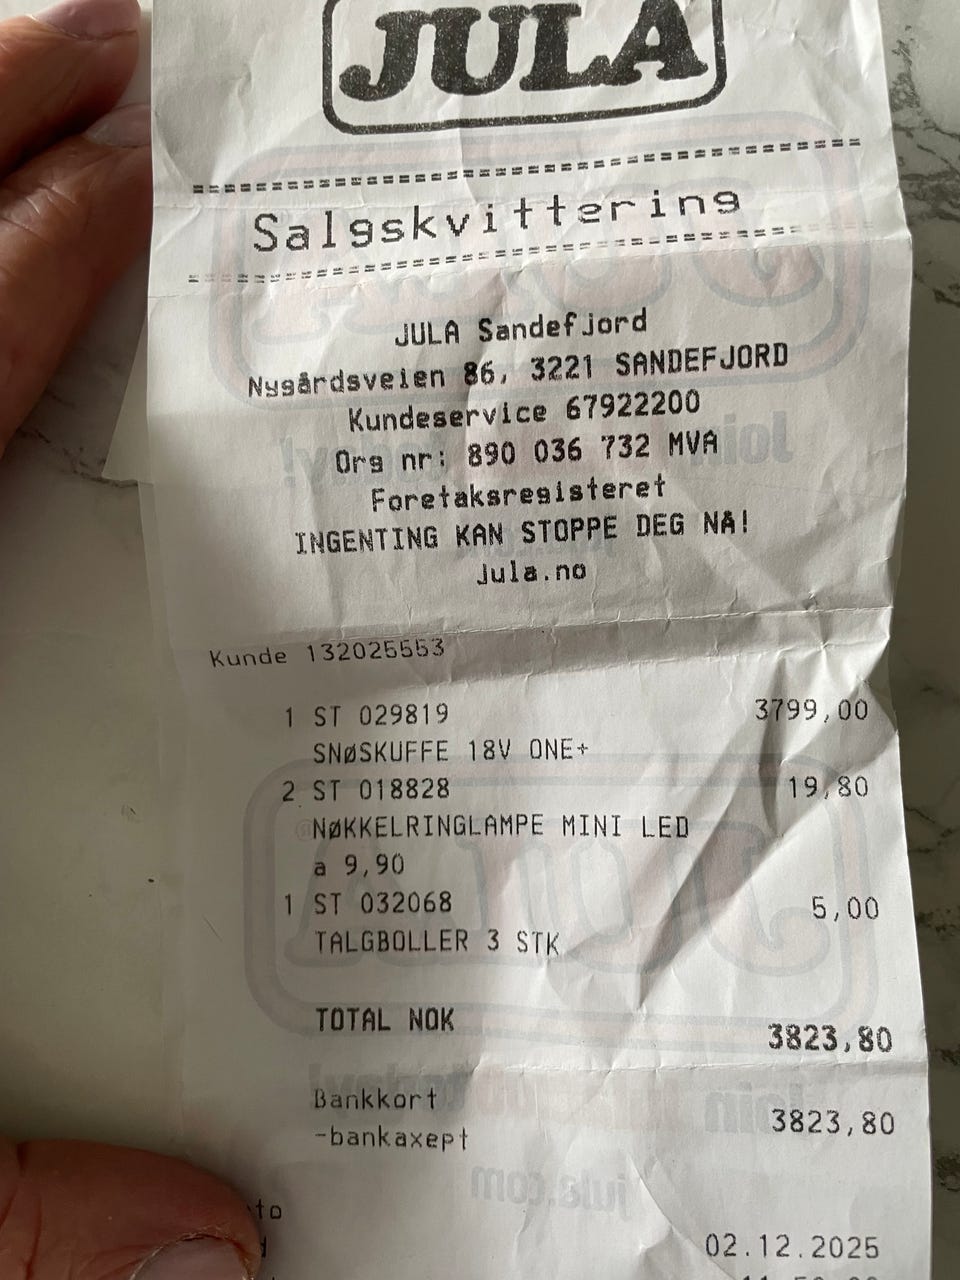 JULA
Salgskvittering
JULA Sandefjord
Nygårdsveien 86, 3221 SANDEFJORD
Kundeservice 67922200
Org nr: 890 036 732 MVA
Foretaksregisteret
INGENTING KAN STOPPE DEG NÅ!
Jula.no
Kunde 132025553
1 ST 029819 3799,00
SNØSKUFFE 18V ONE+
2 ST 018828 19,80
NØKKELRINGLAMPE MINI LED
a 9,90
1 ST 032068 5,00
TALGBOLLER 3 STK
TOTAL NOK 3823,80
Bankkort 3823,80
-bankaxept
02.12.2025